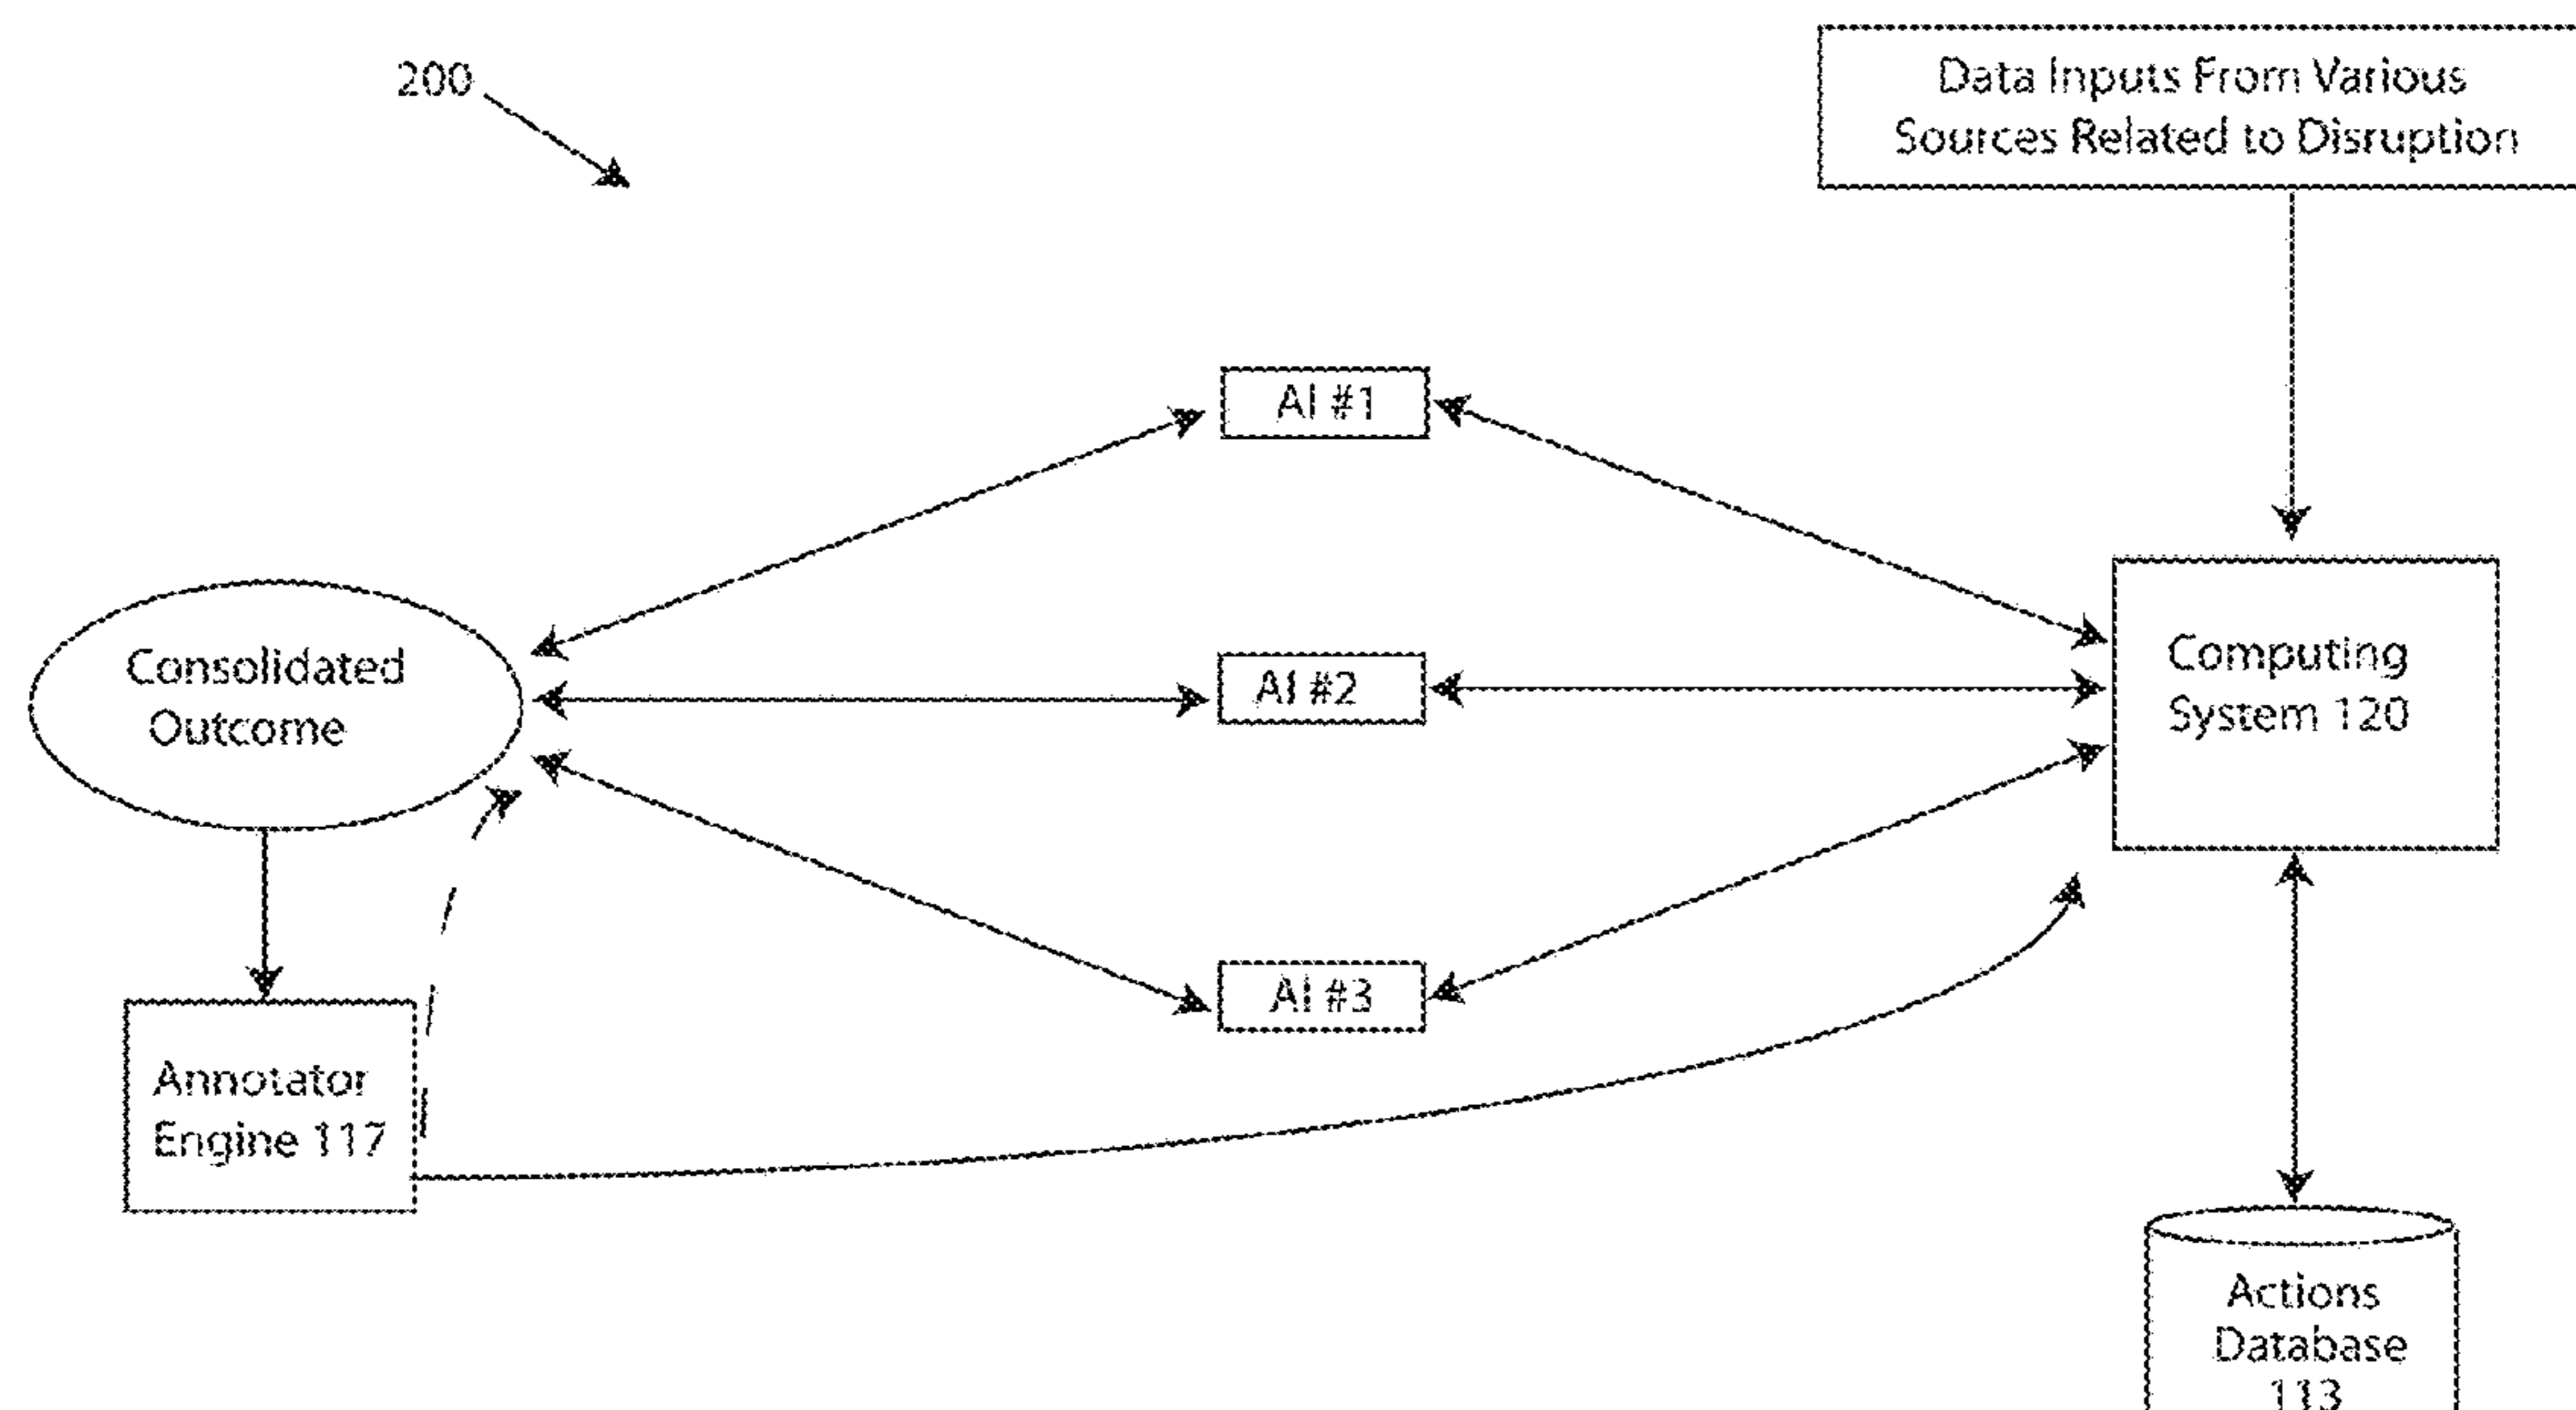 200
Data Inputs From Various
Sources Related to Disruption
AI #1
Consolidated
Outcome
AI #2
Computing
System 120
AI #3
Annotator
Engine 117
Actions
Database
113